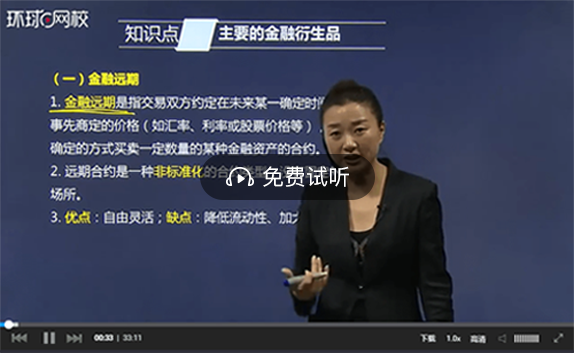 环球网校
知识点
主要的金融衍生品
（一）金融远期
1. 金融远期是指交易双方约定在未来某一确定时间
事先商定的价格（如汇率、利率或股票价格等），
确定的方式买卖一定数量的某种金融资产的合约。
2. 远期合约是一种非标准化的合
场所。
免费试听
3. 优点：自由灵活；缺点：降低流动性、加大
00:33 / 33:11
下载
1.0x
高清